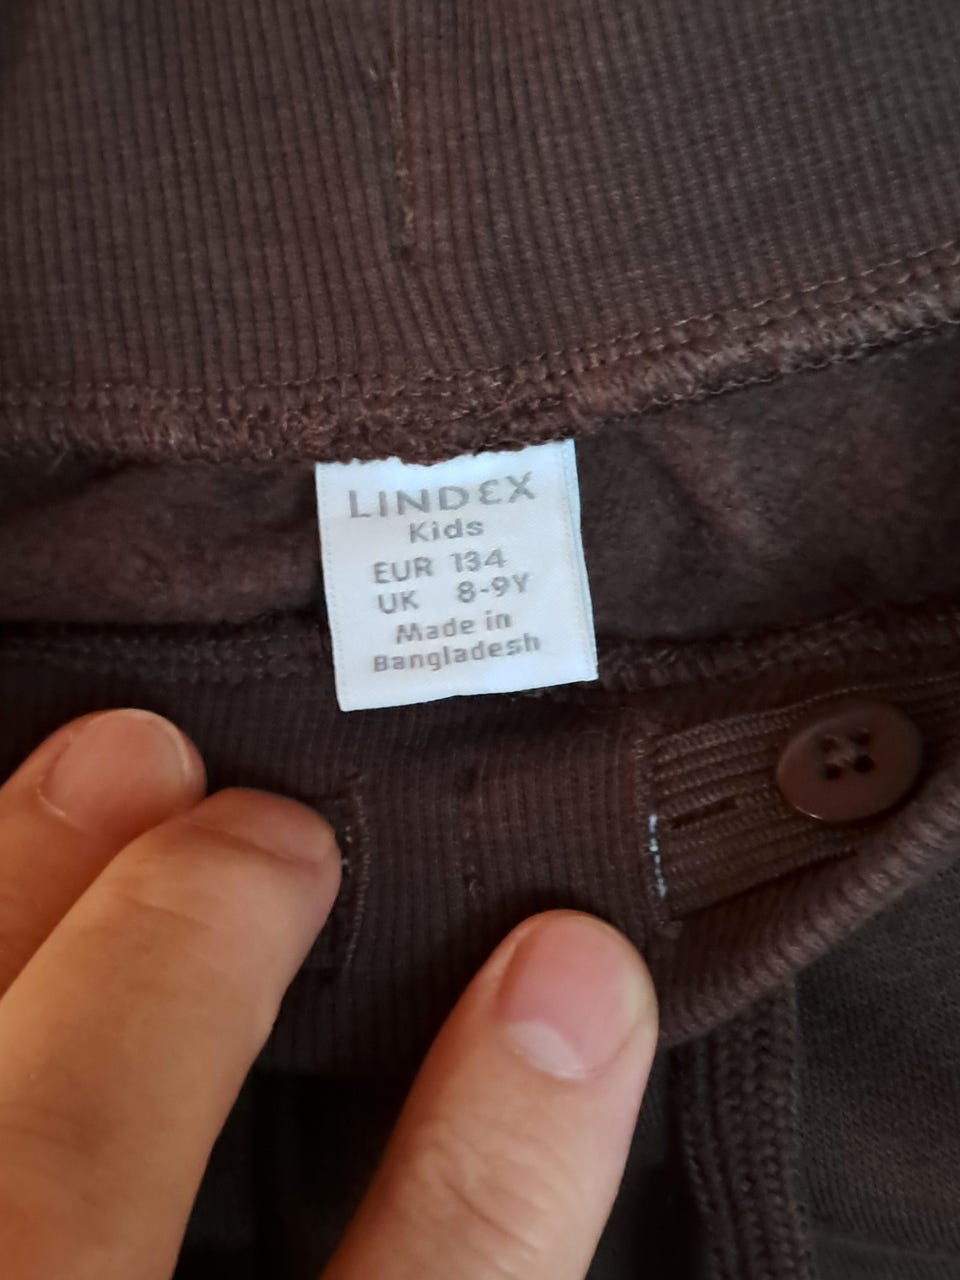 LINDEX
Kids
EUR 134
UK 8-9Y
Made in
Bangladesh